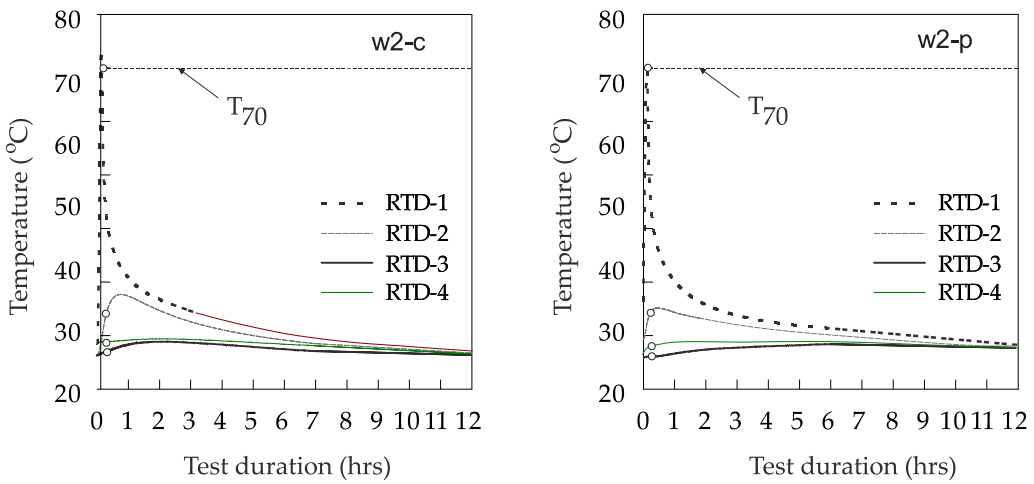 80
w2-c
70
T70
60
50
RTD-1
RTD-2
40
RTD-3
RTD-4
30
20
0 1 2 3 4 5 6 7 8 9 10 11 12
Temperature (°C)
Test duration (hrs)
80
w2-p
70
T70
60
50
RTD-1
RTD-2
40
RTD-3
RTD-4
30
20
0 1 2 3 4 5 6 7 8 9 10 11 12
Temperature (°C)
Test duration (hrs)